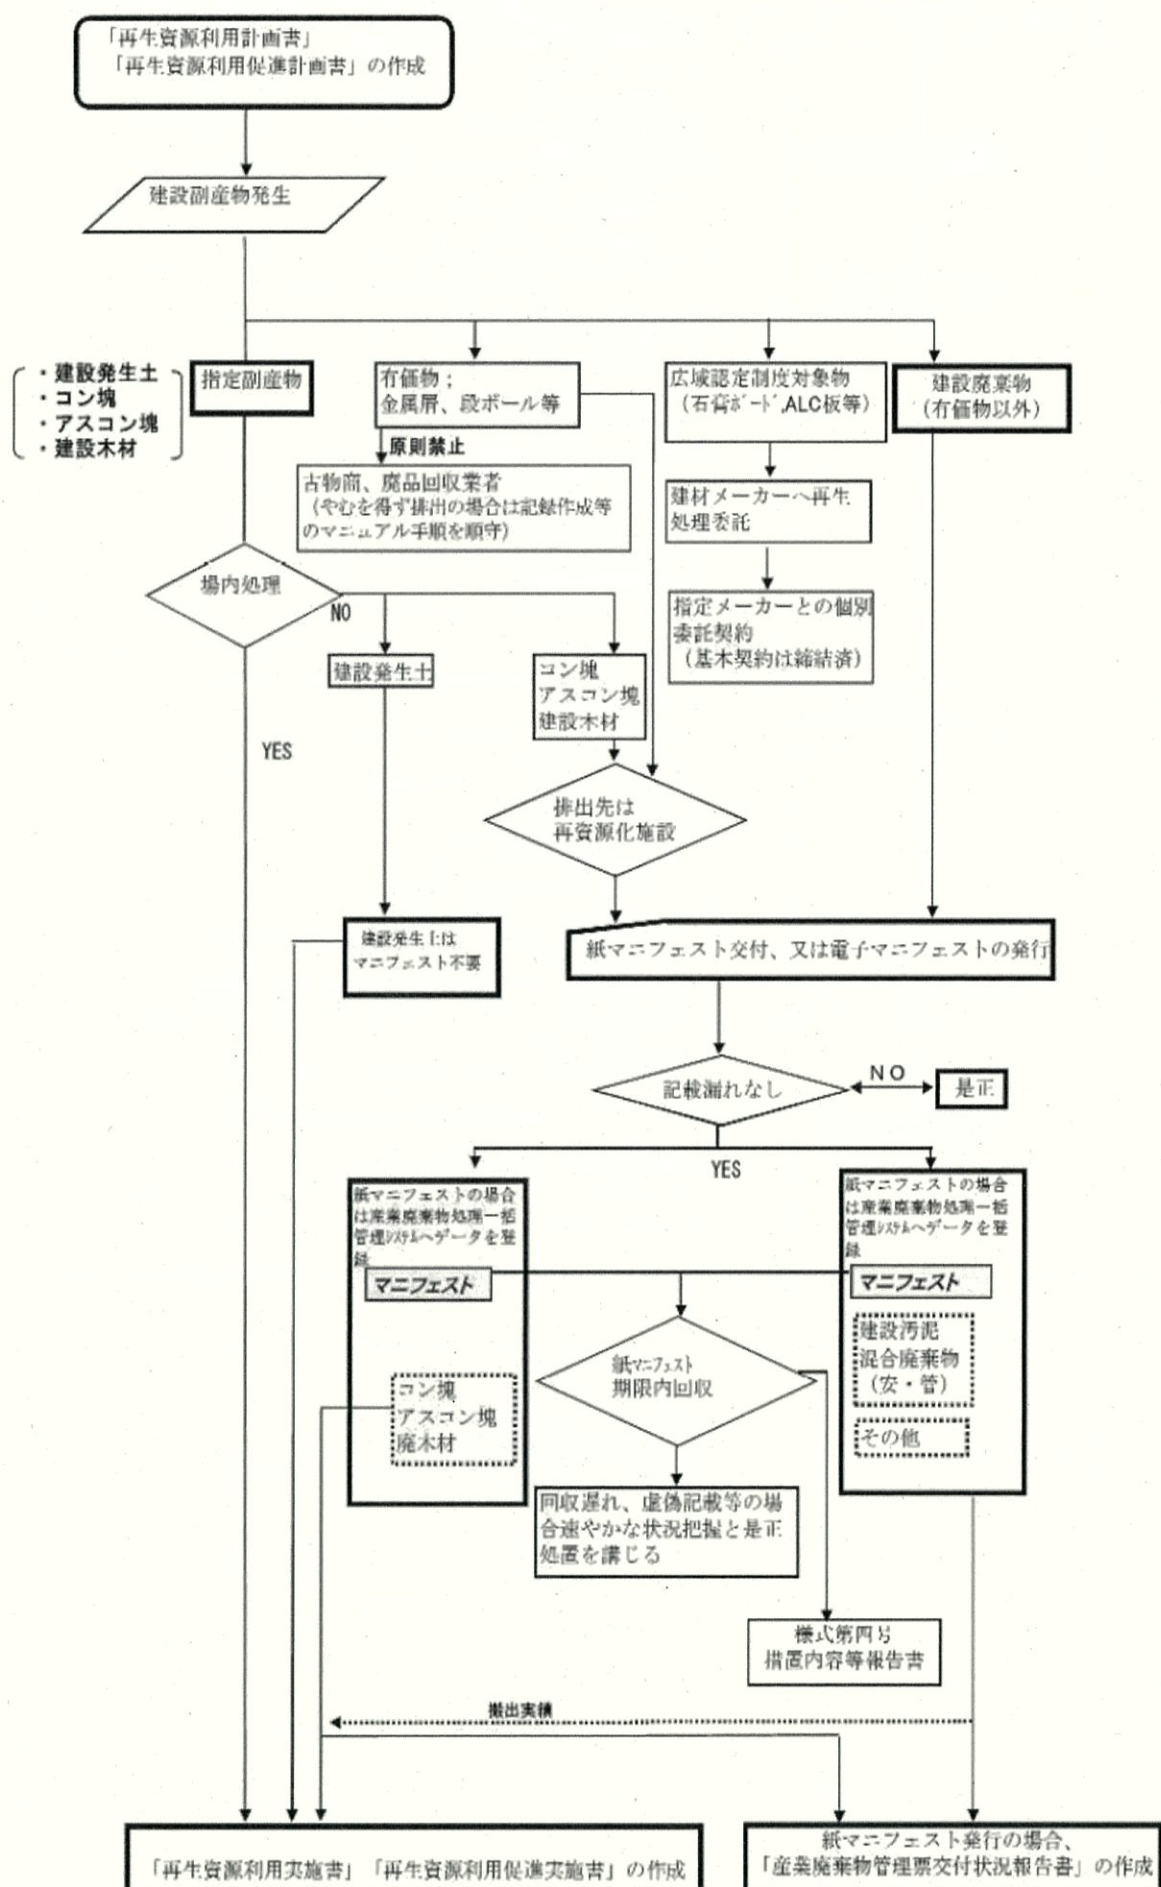 「再生資源利用計画書」
「再生資源利用促進計画書」の作成
建設副産物発生
・建設発生土
・コン塊
・アスコン塊
・建設木材
指定副産物
有価物；
金属屑、段ボール等
広域認定制度対象物
（石膏ﾎﾞｰﾄﾞ,ALC板等）
建設廃棄物
（有価物以外）
原則禁止
古物商、廃品回収業者
（やむを得ず排出の場合は記録作成等
のマニュアル手順を順守）
建材メーカーへ再生
処理委託
場内処理
NO
指定メーカーとの個別
委託契約
（基本契約は締結済）
建設発生土
コン塊
アスコン塊
建設木材
YES
排出先は
再資源化施設
建設発生土は
マニフェスト不要
紙マニフェスト交付、又は電子マニフェストの発行
記載漏れなし
ＮＯ
是正
YES
紙マニフェストの場合
は産業廃棄物処理一括
管理ｼｽﾃﾑへデータを登
録
マニフェスト
コン塊
アスコン塊
廃木材
紙マニフェストの場合
は産業廃棄物処理一括
管理ｼｽﾃﾑへデータを登
録
マニフェスト
建設汚泥
混合廃棄物
（安・管）
その他
紙ﾏﾆﾌｪｽﾄ
期限内回収
回収遅れ、虚偽記載等の場
合速やかな状況把握と是正
処置を講じる
様式第四号
措置内容等報告書
搬出実績
「再生資源利用実施書」「再生資源利用促進実施書」の作成
紙マニフェスト発行の場合、
「産業廃棄物管理票交付状況報告書」の作成